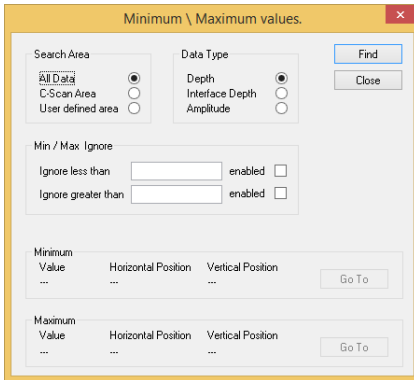 Minimum \ Maximum values.
x
Search Area
All Data
C-Scan Area
User defined area
Data Type
Depth
Interface Depth
Amplitude
Find
Close
Min / Max Ignore
Ignore less than enabled
Ignore greater than enabled
Minimum
Value Horizontal Position Vertical Position
... ... ...
Go To
Maximum
Value Horizontal Position Vertical Position
... ... ...
Go To